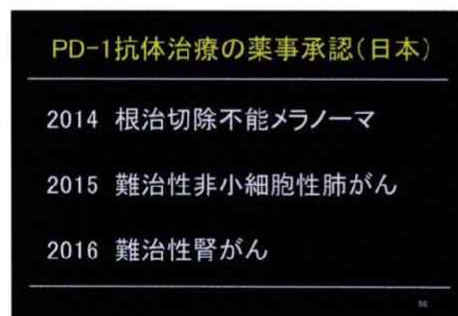 PD-1抗体治療の薬事承認(日本)
2014 根治切除不能メラノーマ
2015 難治性非小細胞性肺がん
2016 難治性腎がん